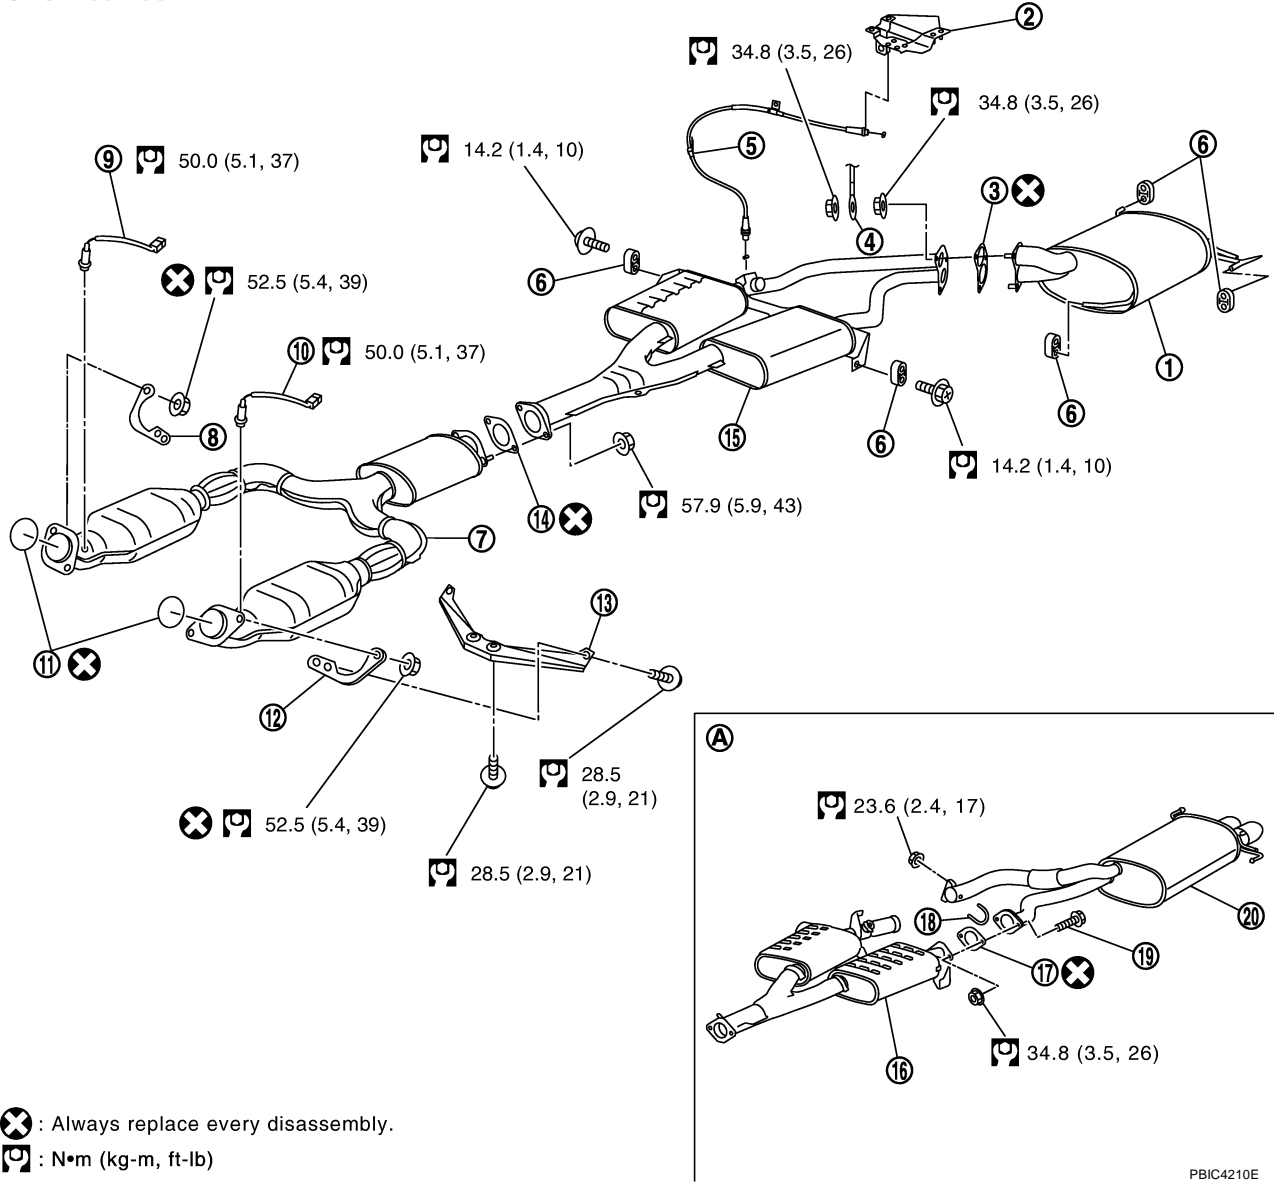 2
34.8 (3.5, 26)
34.8 (3.5, 26)
14.2 (1.4, 10)
5
6
9
50.0 (5.1, 37)
3
4
6
52.5 (5.4, 39)
10
50.0 (5.1, 37)
1
8
15
6
6
14.2 (1.4, 10)
57.9 (5.9, 43)
14
7
13
11
12
28.5
(2.9, 21)
52.5 (5.4, 39)
28.5 (2.9, 21)
A
23.6 (2.4, 17)
18
20
19
17
34.8 (3.5, 26)
16
: Always replace every disassembly.
: N•m (kg-m, ft-lb)
PBIC4210E